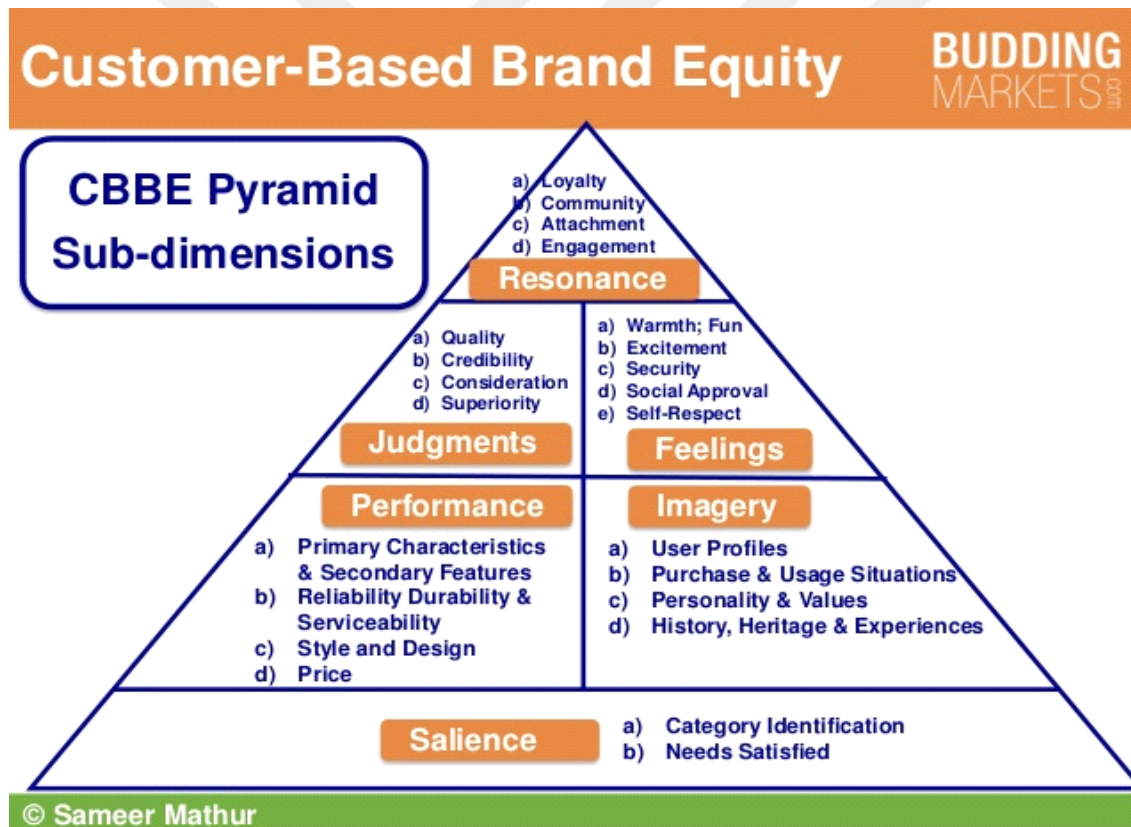 Customer-Based Brand Equity
BUDDING
MARKETS.com
CBBE Pyramid
Sub-dimensions
a) Loyalty
b) Community
c) Attachment
d) Engagement
Resonance
a) Quality
b) Credibility
c) Consideration
d) Superiority
Judgments
a) Warmth; Fun
b) Excitement
c) Security
d) Social Approval
e) Self-Respect
Feelings
Performance
a) Primary Characteristics
& Secondary Features
b) Reliability Durability &
Serviceability
c) Style and Design
d) Price
Imagery
a) User Profiles
b) Purchase & Usage Situations
c) Personality & Values
d) History, Heritage & Experiences
Salience
a) Category Identification
b) Needs Satisfied
© Sameer Mathur